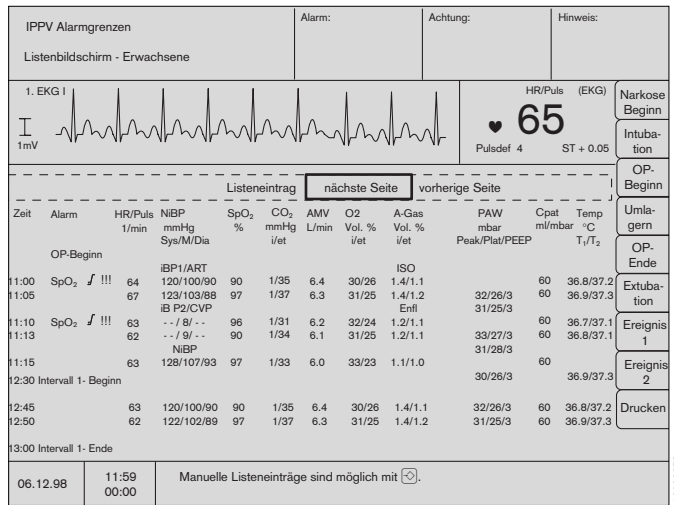 IPPV Alarmgrenzen
Listenbildschirm - Erwachsene
Alarm:
Achtung:
Hinweis:
1. EKG I
1mV
HR/Puls (EKG)
65
Pulsdef 4 ST + 0.05
Narkose
Beginn
Intuba-
tion
OP-
Beginn
Umla-
gern
OP-
Ende
Extuba-
tion
Ereignis
1
Ereignis
2
Drucken
Listeneintrag nächste Seite vorherige Seite
Zeit Alarm HR/Puls NiBP SpO₂ CO₂ AMV O2 A-Gas PAW Cpat Temp
1/min mmHg % mmHg L/min Vol. % Vol. % mbar ml/mbar °C
Sys/M/Dia i/et i/et i/et Peak/Plat/PEEP T₁/T₂
OP-Beginn
iBP1/ART ISO
11:00 SpO₂ !!! 64 120/100/90 90 1/35 6.4 30/26 1.4/1.1 60 36.8/37.2
11:05 67 123/103/88 97 1/37 6.3 31/25 1.4/1.2 32/26/3 60 36.9/37.3
iB P2/CVP Enfl 31/25/3
11:10 SpO₂ !!! 63 - - / 8/ - - 96 1/31 6.2 32/24 1.2/1.1 60 36.7/37.1
11:13 62 - - / 9/ - - 90 1/34 6.1 31/25 1.2/1.1 33/27/3 60 36.8/37.1
NiBP 31/28/3
11:15 63 128/107/93 97 1/33 6.0 33/23 1.1/1.0 60
12:30 Intervall 1- Beginn 30/26/3 36.9/37.3
12:45 63 120/100/90 90 1/35 6.4 30/26 1.4/1.1 32/26/3 60 36.8/37.2
12:50 62 122/102/89 97 1/37 6.3 31/25 1.4/1.2 31/25/3 60 36.9/37.3
13:00 Intervall 1- Ende
06.12.98
11:59
00:00
Manuelle Listeneinträge sind möglich mit .